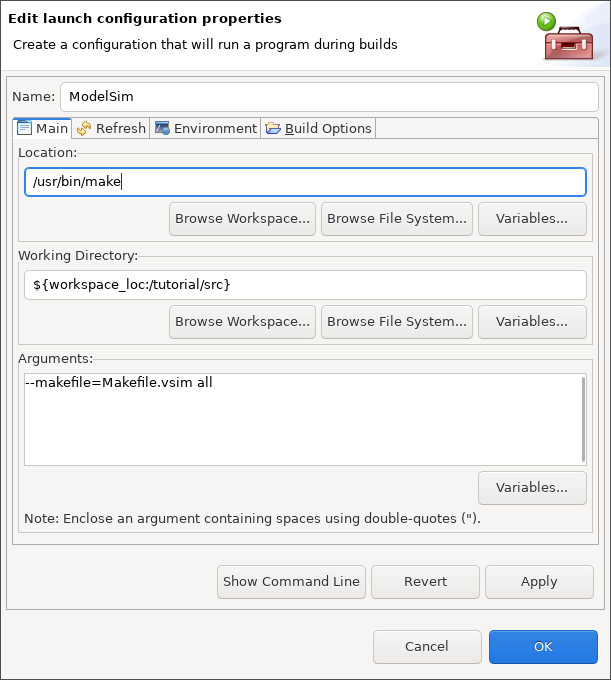 Edit launch configuration properties
Create a configuration that will run a program during builds
Name: ModelSim
Main Refresh Environment Build Options
Location:
/usr/bin/make
Browse Workspace... Browse File System... Variables...
Working Directory:
${workspace_loc:/tutorial/src}
Browse Workspace... Browse File System... Variables...
Arguments:
--makefile=Makefile.vsim all
Variables...
Note: Enclose an argument containing spaces using double-quotes (").
Show Command Line Revert Apply
Cancel OK